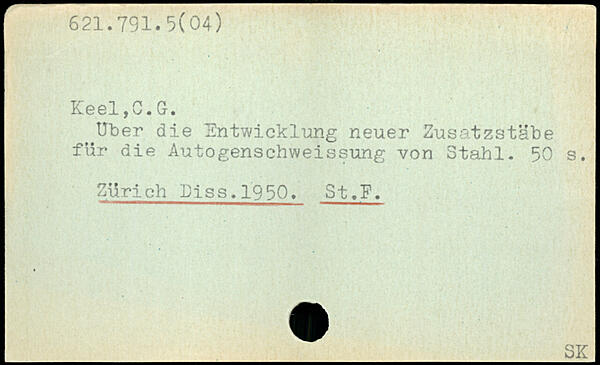 621.791.5(04)
Keel,C.G.
Über die Entwicklung neuer Zusatzstäbe
für die Autogenschweissung von Stahl. 50 s.
Zürich Diss.1950. St.F.
SK